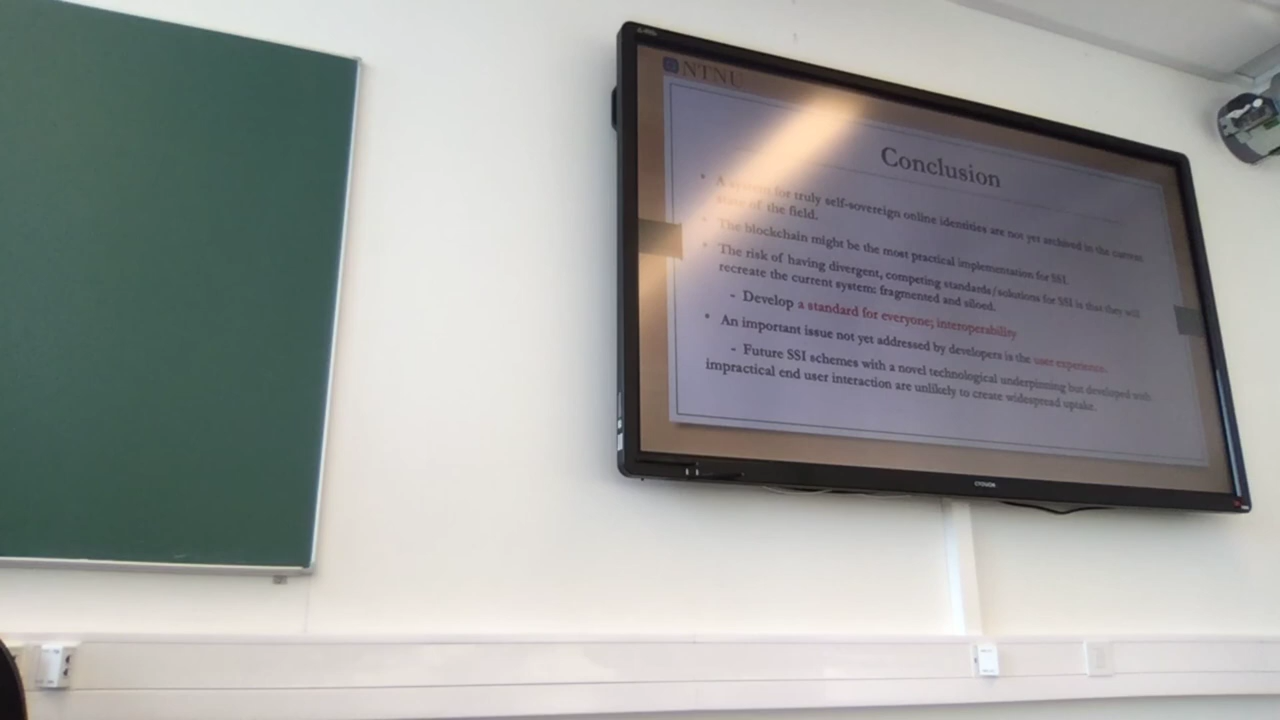 NTNU
Conclusion
• A system for truly self-sovereign online identities are not yet archived in the current
state of the field.
• The blockchain might be the most practical implementation for SSI.
• The risk of having divergent, competing standards/solutions for SSI is that they will
recreate the current system: fragmented and siloed.
- Develop a standard for everyone; interoperability
• An important issue not yet addressed by developers is the user experience.
- Future SSI schemes with a novel technological underpinning but developed with
impractical end user interaction are unlikely to create widespread uptake.